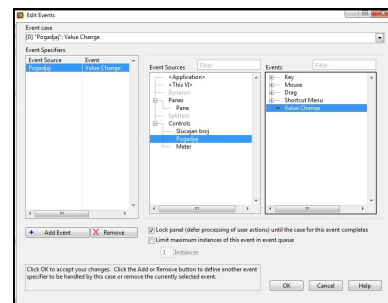 Edit Events
Event case
[0] "Pogadjaj": Value Change
Event Specifiers
Event Source Event
Pogadjaj Value Change
Event Sources Filter
<Application>
<This VI>
Dynamic
Panes
Pane
Splitters
Controls
Slucajan broj
Pogadjaj
Meter
Events Filter
Key
Mouse
Drag
Shortcut Menu
Value Change
Add Event Remove
Lock panel (defer processing of user actions) until the case for this event completes
Limit maximum instances of this event in event queue
1 Instances
Click OK to accept your changes. Click the Add or Remove button to define another event
specifier to be handled by this case or remove the currently selected event.
OK Cancel Help